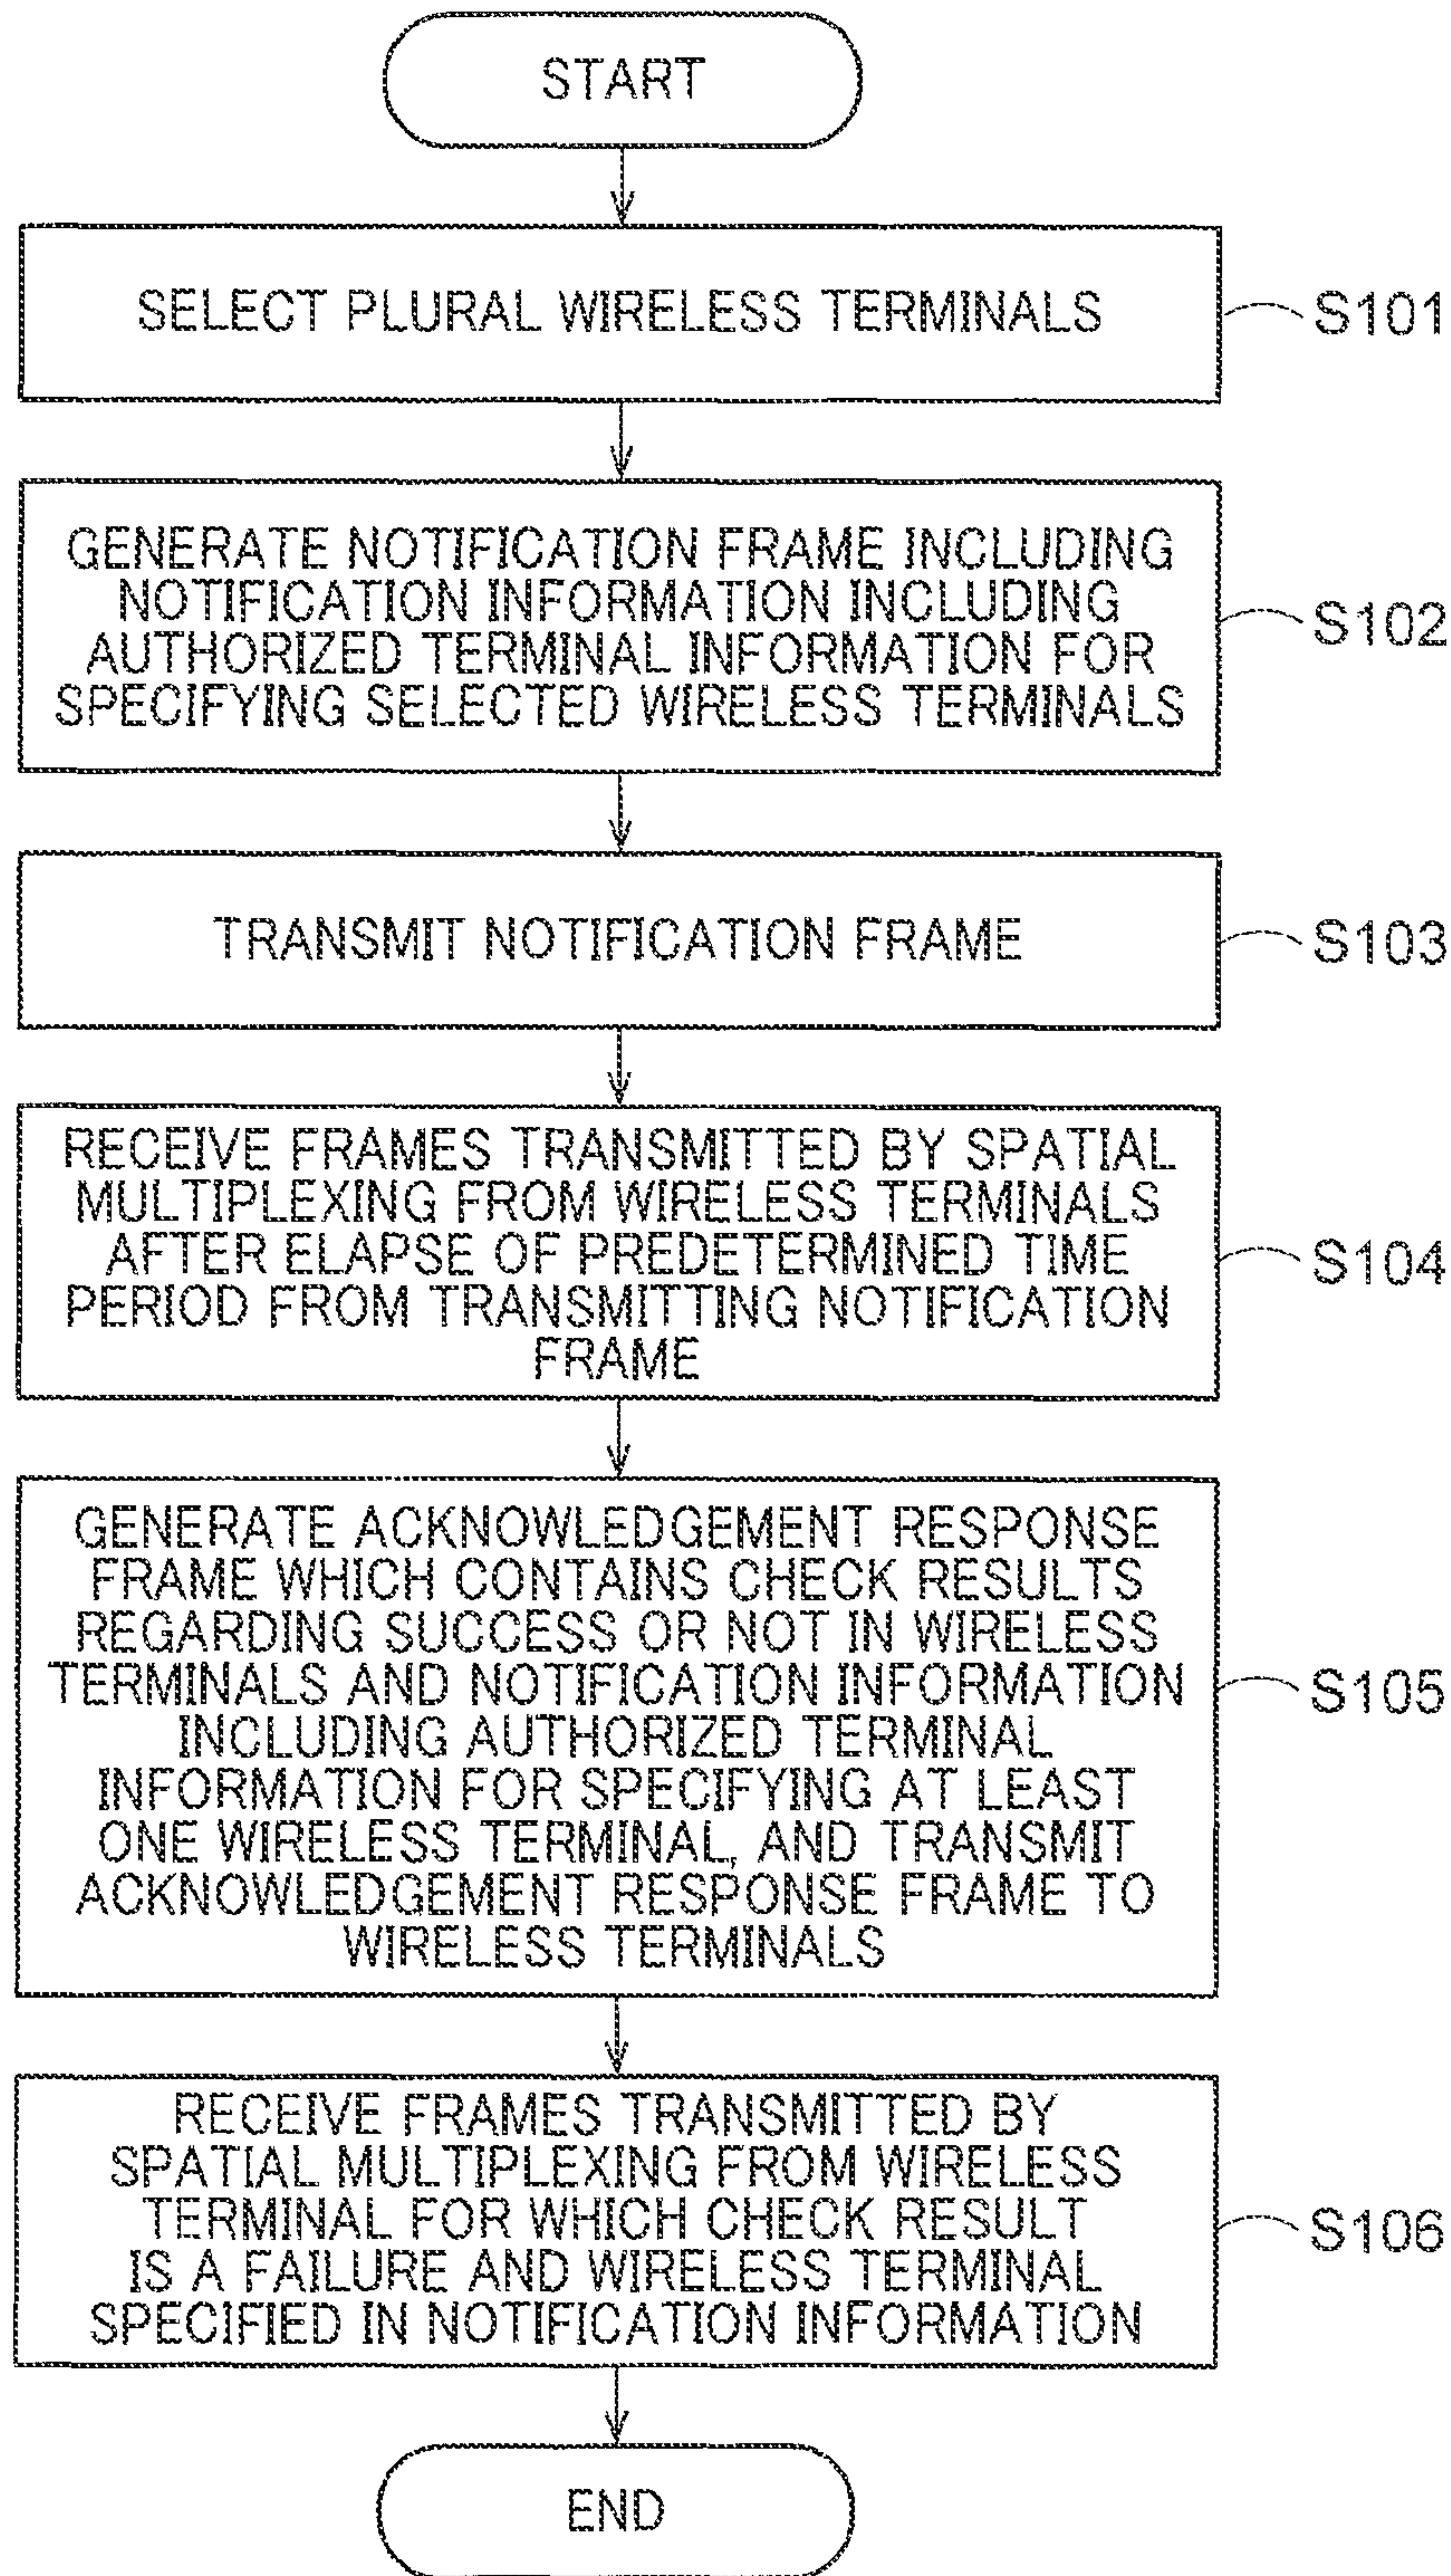 START
SELECT PLURAL WIRELESS TERMINALS
S101
GENERATE NOTIFICATION FRAME INCLUDING
NOTIFICATION INFORMATION INCLUDING
AUTHORIZED TERMINAL INFORMATION FOR
SPECIFYING SELECTED WIRELESS TERMINALS
S102
TRANSMIT NOTIFICATION FRAME
S103
RECEIVE FRAMES TRANSMITTED BY SPATIAL
MULTIPLEXING FROM WIRELESS TERMINALS
AFTER ELAPSE OF PREDETERMINED TIME
PERIOD FROM TRANSMITTING NOTIFICATION
FRAME
S104
GENERATE ACKNOWLEDGEMENT RESPONSE
FRAME WHICH CONTAINS CHECK RESULTS
REGARDING SUCCESS OR NOT IN WIRELESS
TERMINALS AND NOTIFICATION INFORMATION
INCLUDING AUTHORIZED TERMINAL
INFORMATION FOR SPECIFYING AT LEAST
ONE WIRELESS TERMINAL, AND TRANSMIT
ACKNOWLEDGEMENT RESPONSE FRAME TO
WIRELESS TERMINALS
S105
RECEIVE FRAMES TRANSMITTED BY
SPATIAL MULTIPLEXING FROM WIRELESS
TERMINAL FOR WHICH CHECK RESULT
IS A FAILURE AND WIRELESS TERMINAL
SPECIFIED IN NOTIFICATION INFORMATION
S106
END